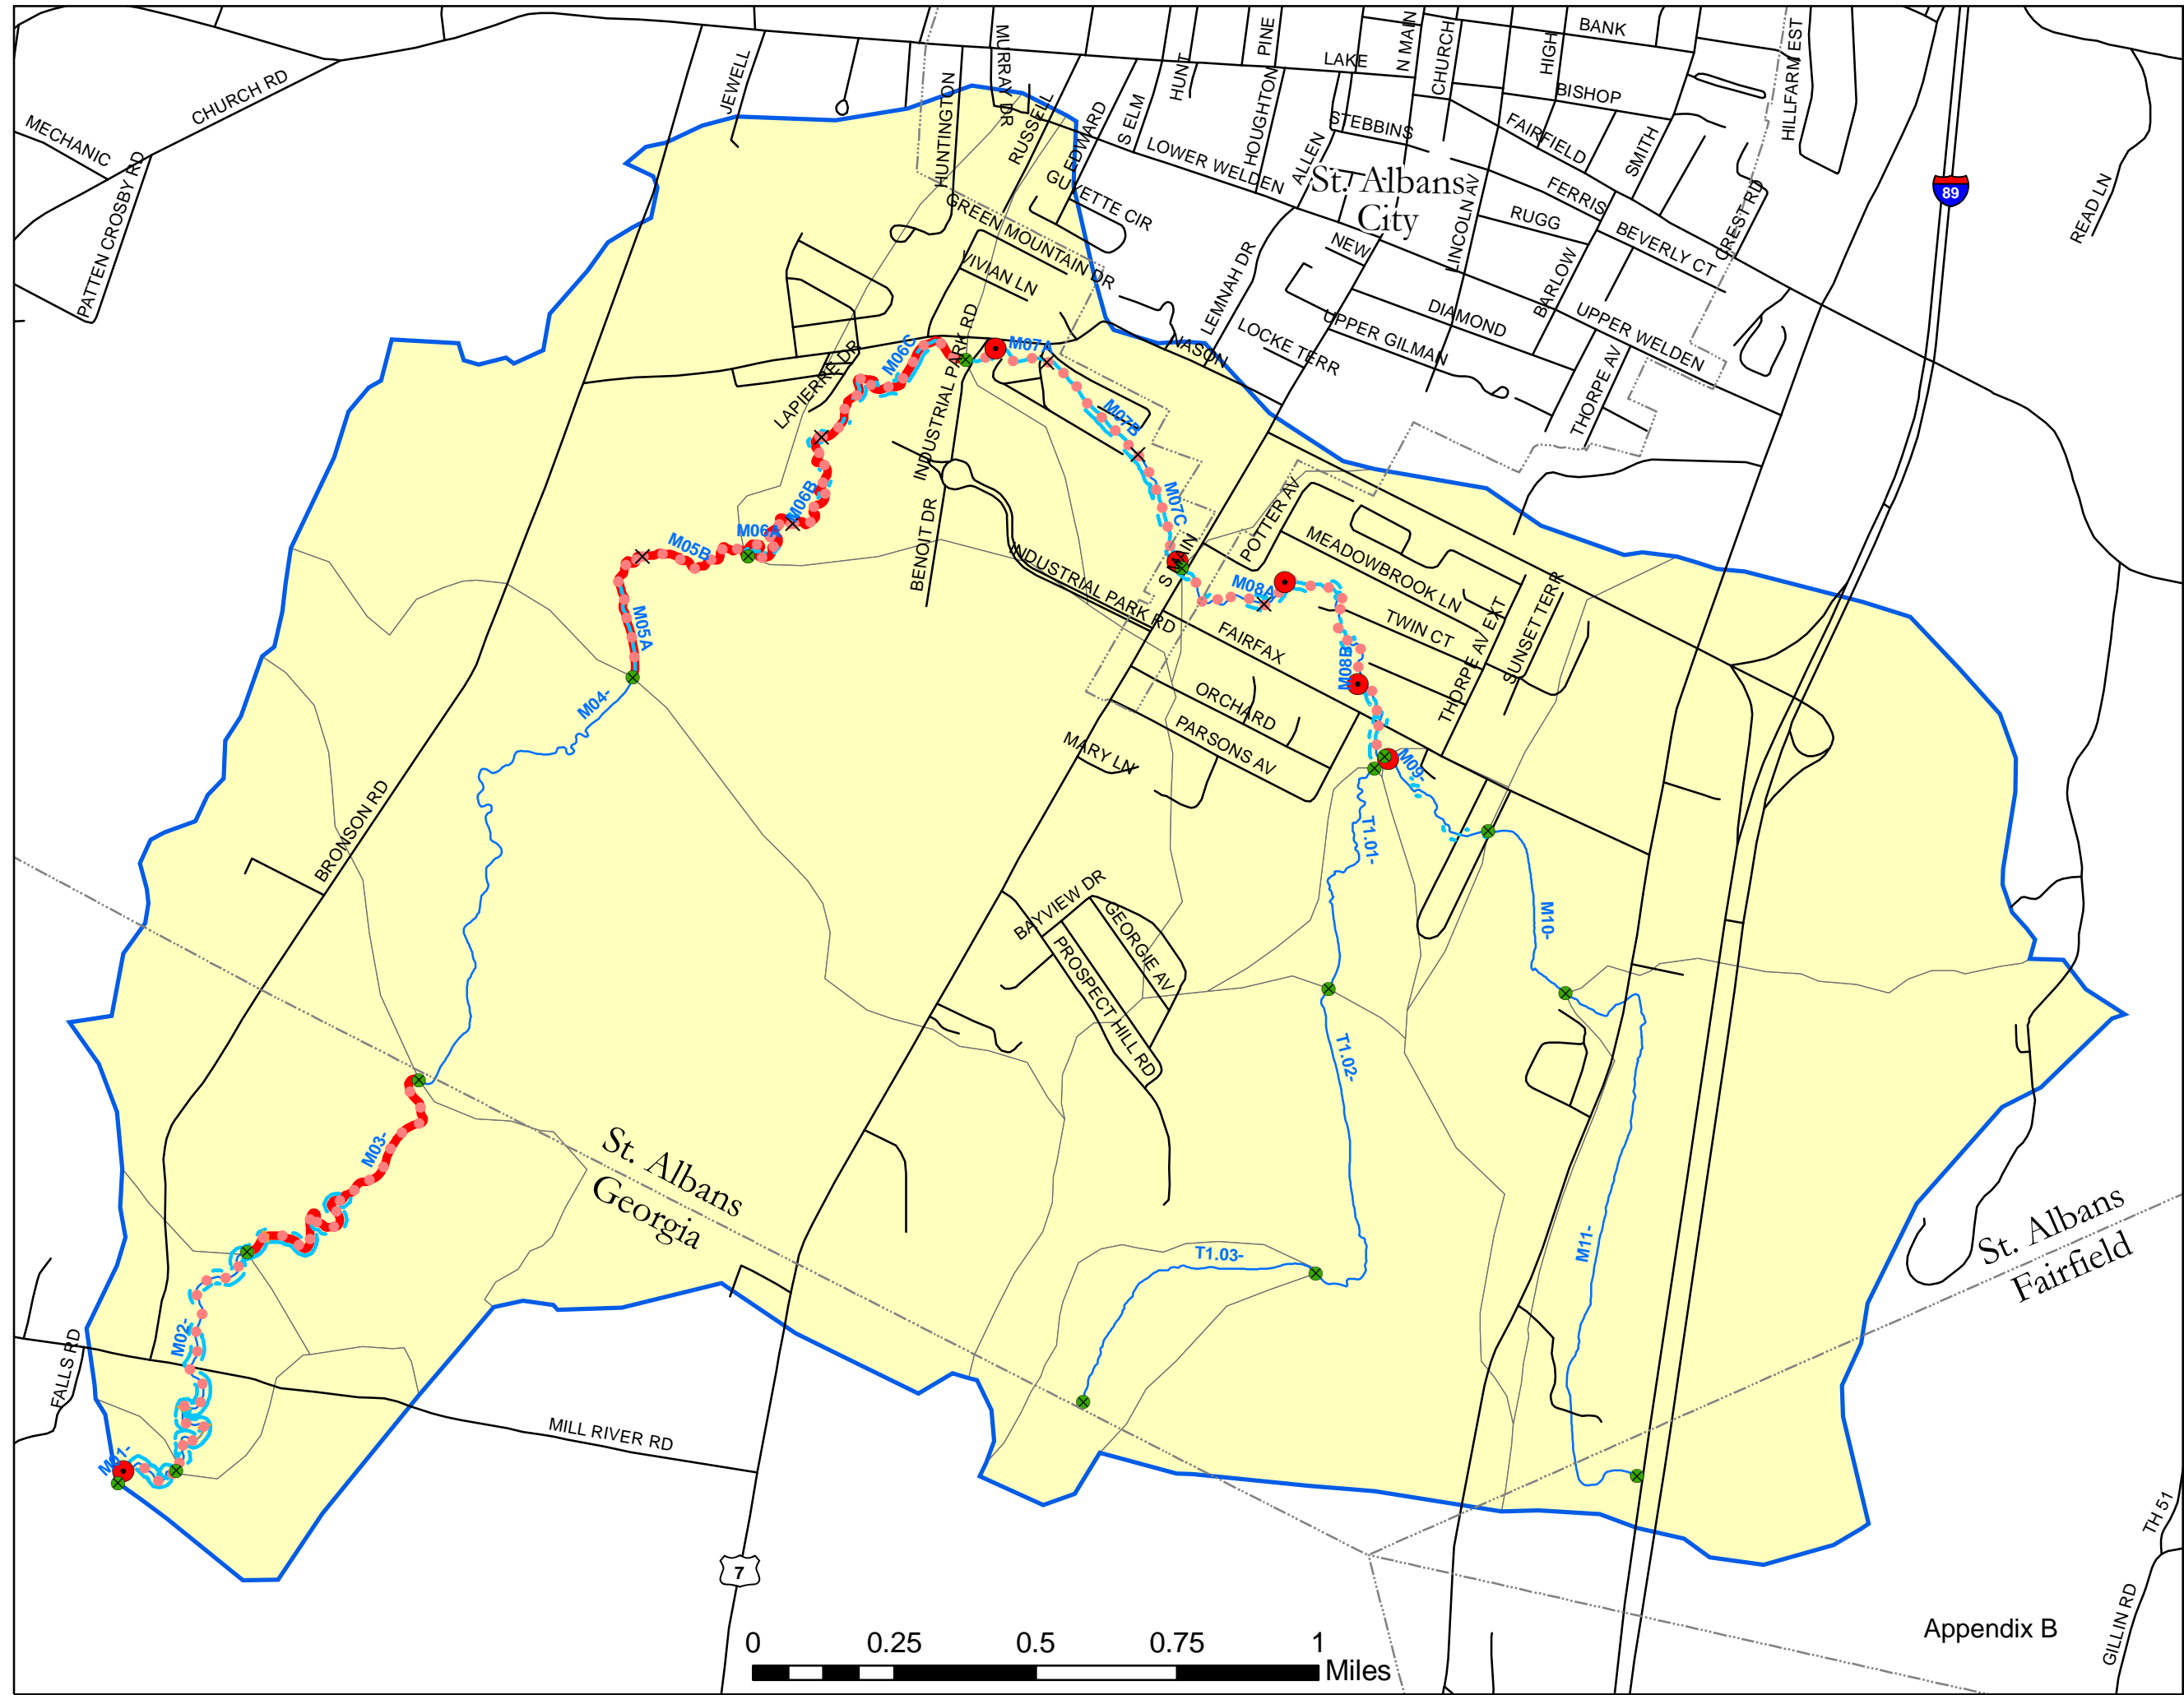 BANK
MURRAY DR
PINE
N MAIN
CHURCH
HIGH
HILLFARM EST
LAKE
JEWELL
HUNT
CHURCH RD
BISHOP
HUNTINGTON
RUSSELL
EDWARD
S ELM
HOUGHTON
STEBBINS
FAIRFIELD
MECHANIC
SMITH
LOWER WELDEN
ALLEN
89
St. Albans
City
PATTEN CROSBY RD
GUYETTE CIR
FERRIS
READ LN
GREEN MOUNTAIN DR
LINCOLN AV
RUGG
CREST RD
BEVERLY CT
NEW
VIVIAN LN
LEMNAH DR
BARLOW
DIAMOND
UPPER WELDEN
LOCKE TERR
UPPER GILMAN
INDUSTRIAL PARK RD
M06C
M07A
NASON
LAPIERRE DR
THORPE AV
M07B
M06B
M07C
POTTER AV
M06A
M05B
BENOIT DR
INDUSTRIAL PARK RD
S MAIN
MEADOWBROOK LN
M08A
M05A
TWIN CT
SUNSET TERR
FAIRFAX
THORPE AV EXT
M08B
M04-
ORCHARD
PARSONS AV
MARY LN
M09-
BRONSON RD
T1.01-
BAYVIEW DR
GEORGIE AV
M10-
PROSPECT HILL RD
T1.02-
M03-
St. Albans
Georgia
St. Albans
Fairfield
M11-
T1.03-
M02-
FALLS RD
MILL RIVER RD
M01-
TH 51
7
GILLIN RD
Appendix B
0 0.25 0.5 0.75 1
Miles